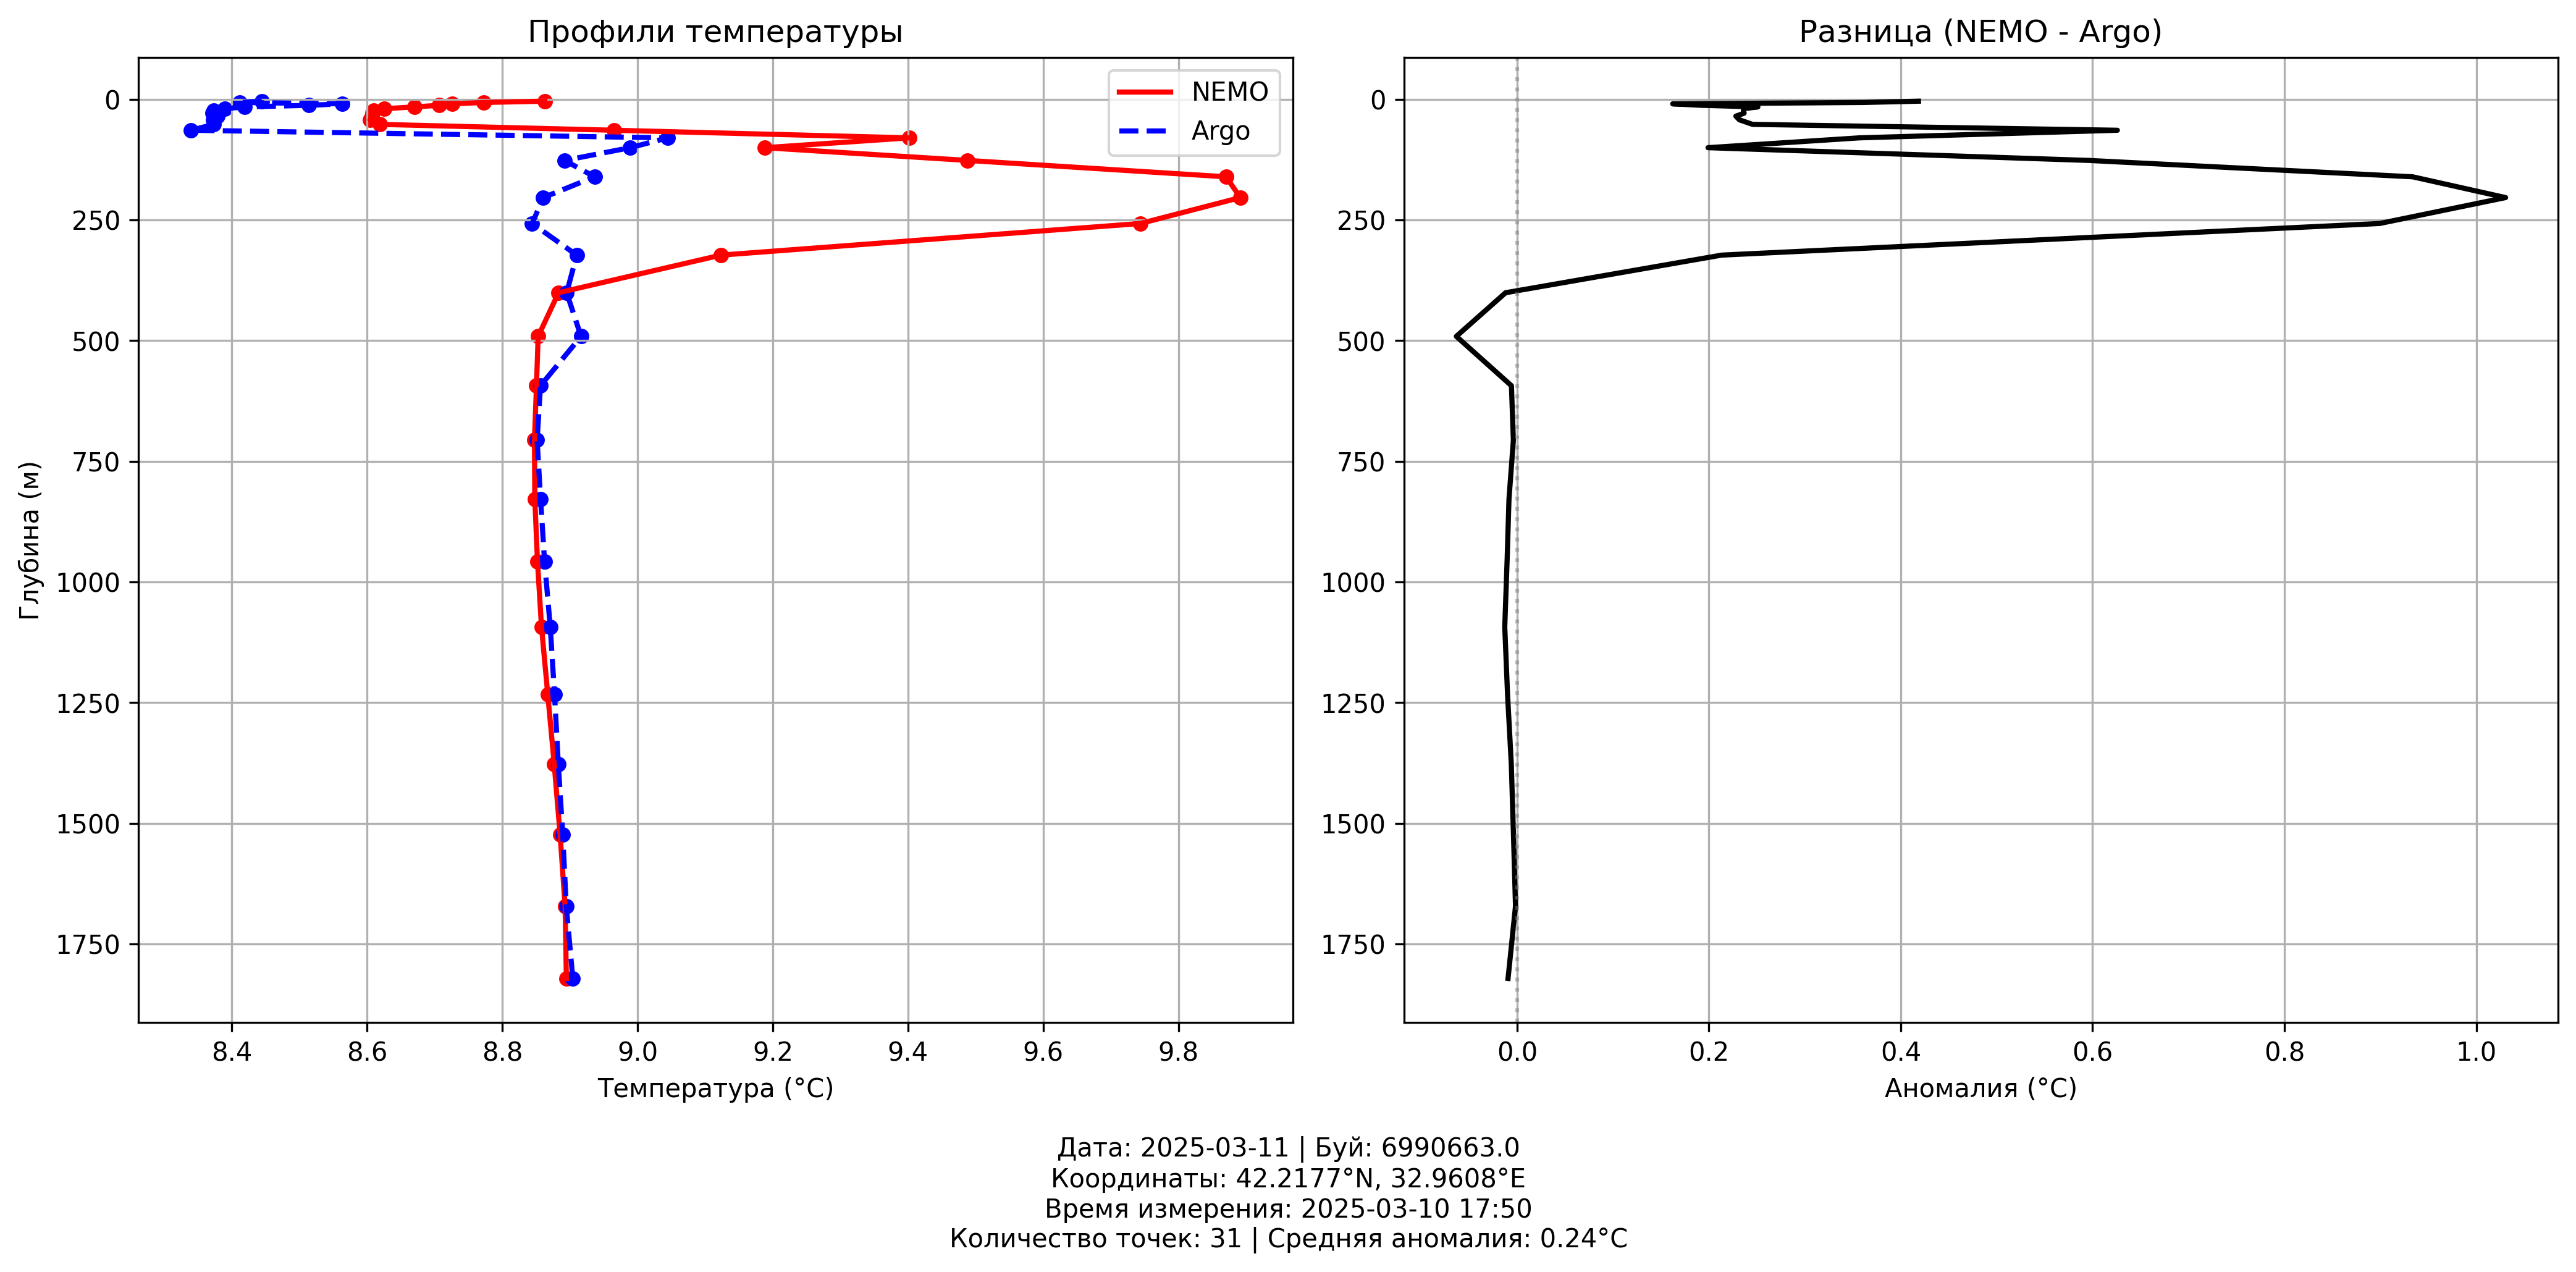 Профили температуры
NEMO
Argo
0
250
500
750
1000
1250
1500
1750
Глубина (м)
8.4 8.6 8.8 9.0 9.2 9.4 9.6 9.8
Температура (°C)
Разница (NEMO - Argo)
0
250
500
750
1000
1250
1500
1750
0.0 0.2 0.4 0.6 0.8 1.0
Аномалия (°C)
Дата: 2025-03-11 | Буй: 6990663.0
Координаты: 42.2177°N, 32.9608°E
Время измерения: 2025-03-10 17:50
Количество точек: 31 | Средняя аномалия: 0.24°C